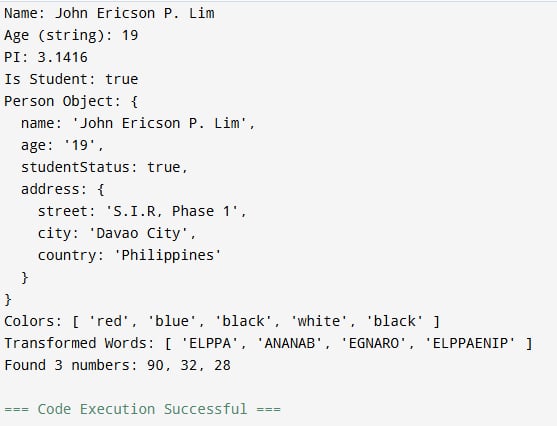 Name: John Ericson P. Lim
Age (string): 19
PI: 3.1416
Is Student: true
Person Object: {
  name: 'John Ericson P. Lim',
  age: '19',
  studentStatus: true,
  address: {
    street: 'S.I.R, Phase 1',
    city: 'Davao City',
    country: 'Philippines'
  }
}
Colors: [ 'red', 'blue', 'black', 'white', 'black' ]
Transformed Words: [ 'ELPPA', 'ANANAB', 'EGNARO', 'ELPPAENIP' ]
Found 3 numbers: 90, 32, 28
=== Code Execution Successful ===